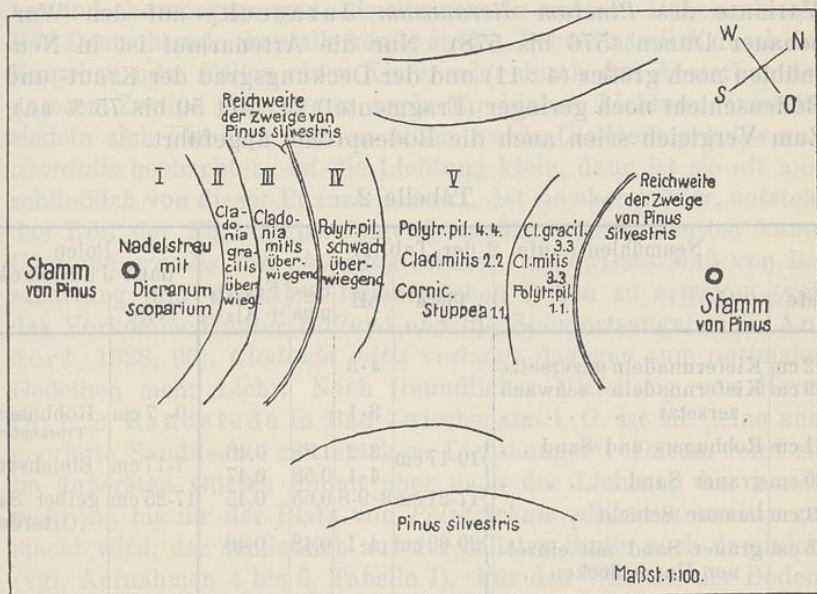 W
N
S
O
Reichweite
der Zweige von
Pinus silvestris
I
II
III
IV
V
Reichweite
der Zweige
von Pinus
Silvestris
Stamm
von Pinus
Nadelstreu
mit
Dicranum
scoparium
Cla-
donia
gra-
cilis
über
wieg.
Clado-
nia
mitis
über-
wiegend
Polytr. pil.
schwach
über-
wiegend
Polytr. pil. 4.4.
Clad. mitis 2.2
Cornic.
Stuppea 1.1.
Cl. gracil.
3.3
Cl. mitis
3.3
Polytr. pil.
1.1.
Stamm
von Pinus
Pinus silvestris
Maßst. 1:100.